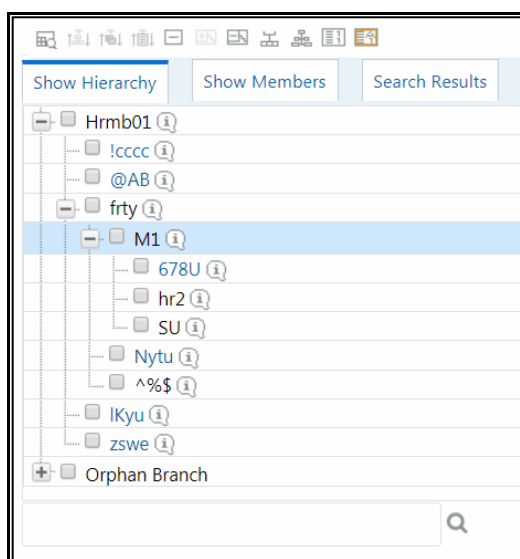 Show Hierarchy Show Members Search Results
Hrmb01
!cccc
@AB
frty
M1
678U
hr2
SU
Nytu
^%$
lKyu
zswe
Orphan Branch